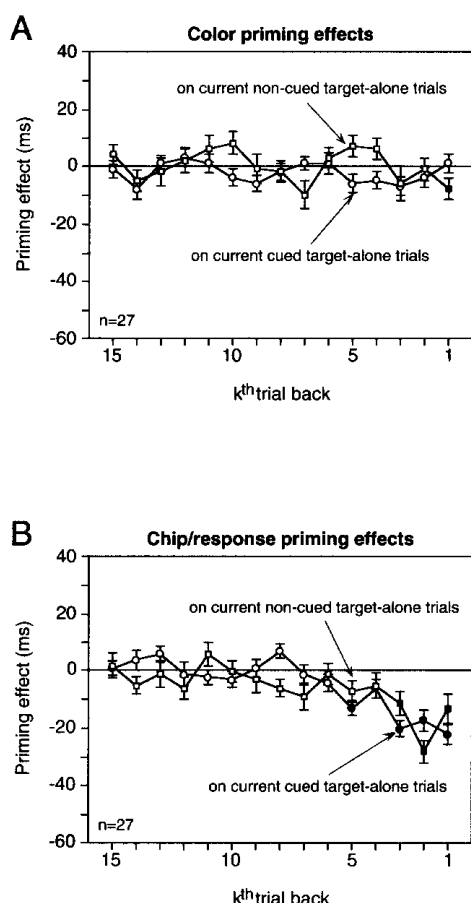 A
Color priming effects
40
on current non-cued target-alone trials
20
0
-20
on current cued target-alone trials
-40
n=27
-60
Priming effect (ms)
15 10 5 1
kth trial back
B
Chip/response priming effects
40
on current non-cued target-alone trials
20
0
-20
on current cued target-alone trials
-40
n=27
-60
Priming effect (ms)
15 10 5 1
kth trial back